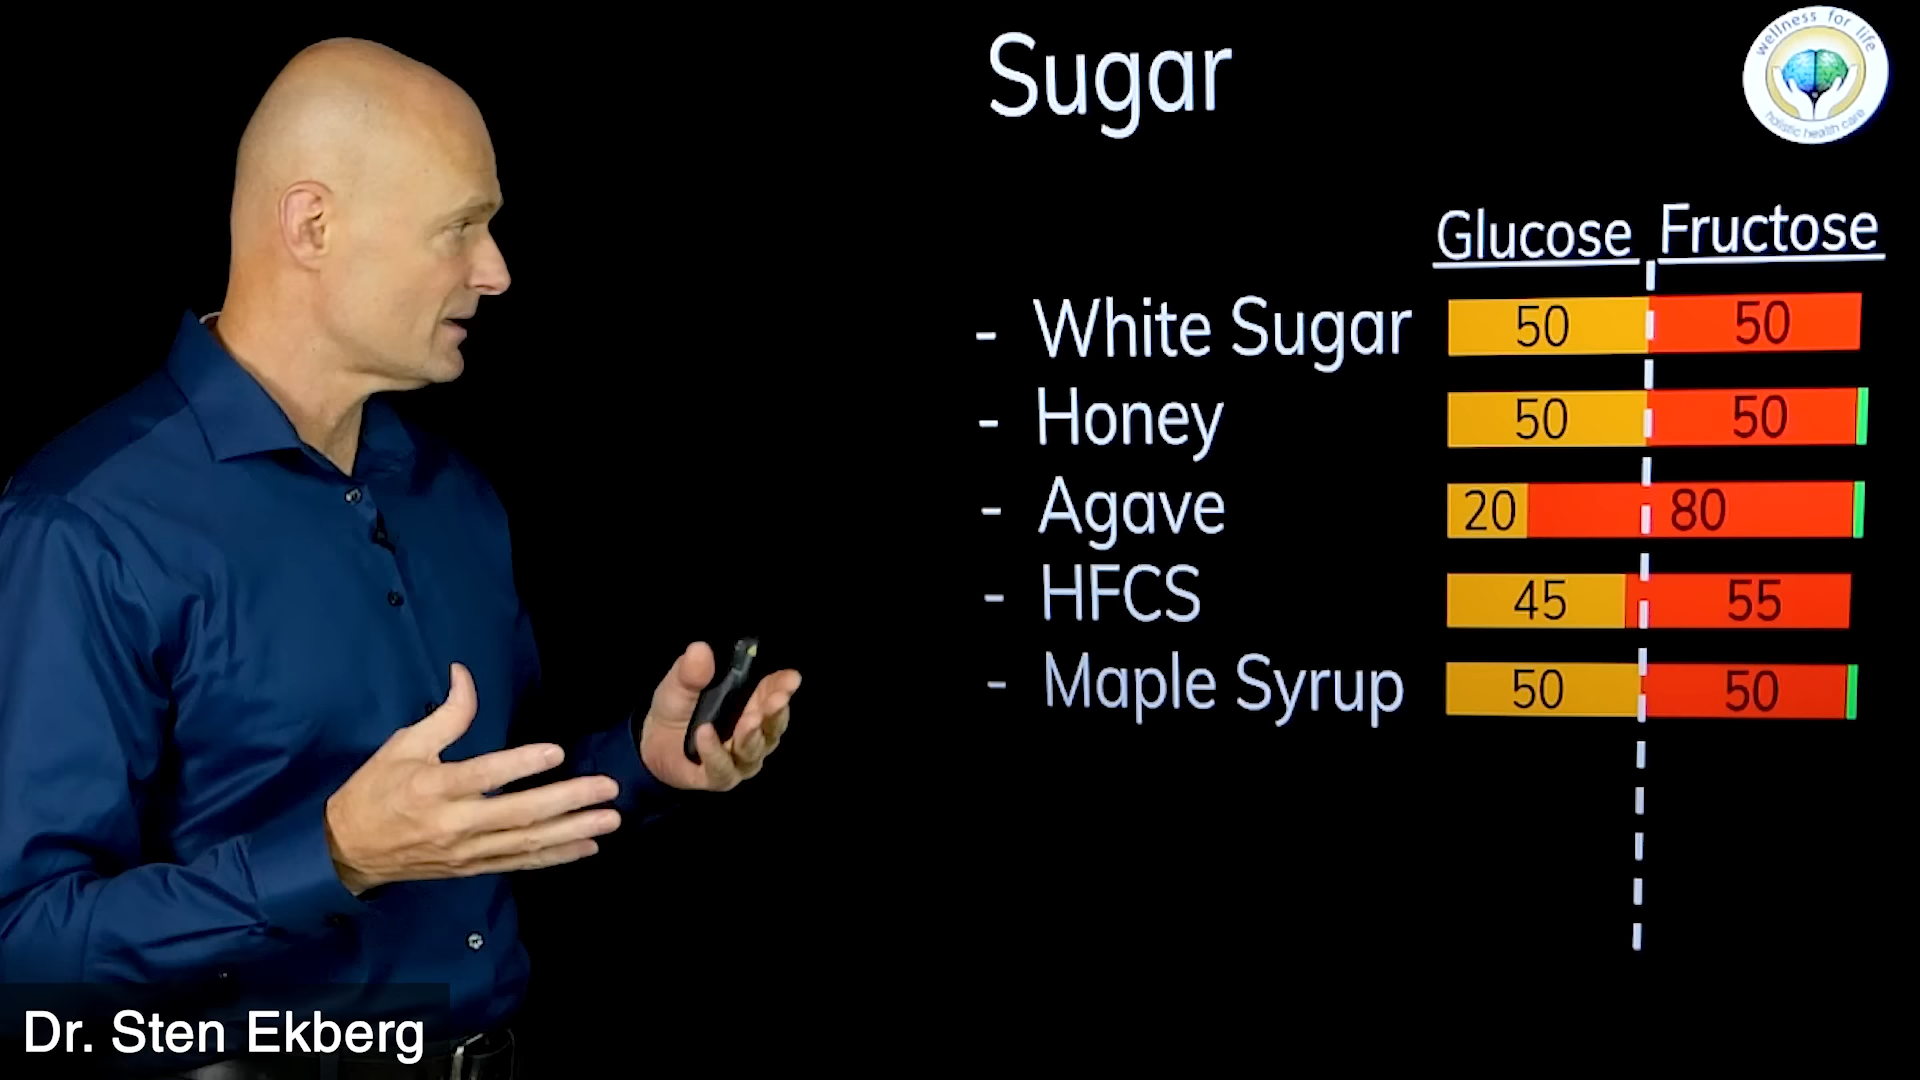 Sugar
wellness for life
holistic health care
Glucose Fructose
- White Sugar 50 50
- Honey 50 50
- Agave 20 80
- HFCS 45 55
- Maple Syrup 50 50
Dr. Sten Ekberg